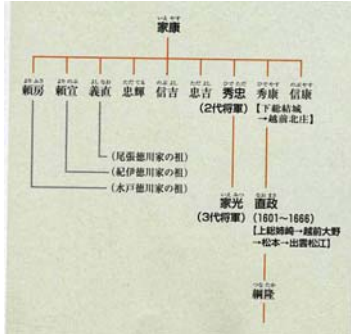 いえ やす
家康
よりふさ よりのぶ よしなお ただてる のぶよし ただよし ひでただ ひでやす のぶやす
頼房 頼宣 義直 忠輝 信吉 忠吉 秀忠 秀康 信康
(2代将軍) 【下総結城
→越前北庄】
(尾張徳川家の祖)
(紀伊徳川家の祖)
(水戸徳川家の祖)
いえ みつ なお まさ
家光 直政
(3代将軍) (1601~1666)
【上総姉崎→越前大野
→松本→出雲松江】
つな たか
綱隆